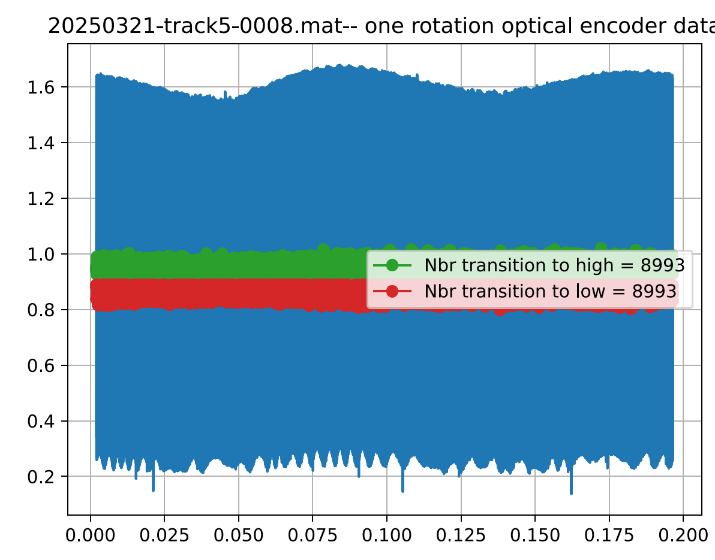 20250321-track5-0008.mat-- one rotation optical encoder data
1.6
1.4
1.2
1.0
0.8
0.6
0.4
0.2
Nbr transition to high = 8993
Nbr transition to low = 8993
0.000 0.025 0.050 0.075 0.100 0.125 0.150 0.175 0.200